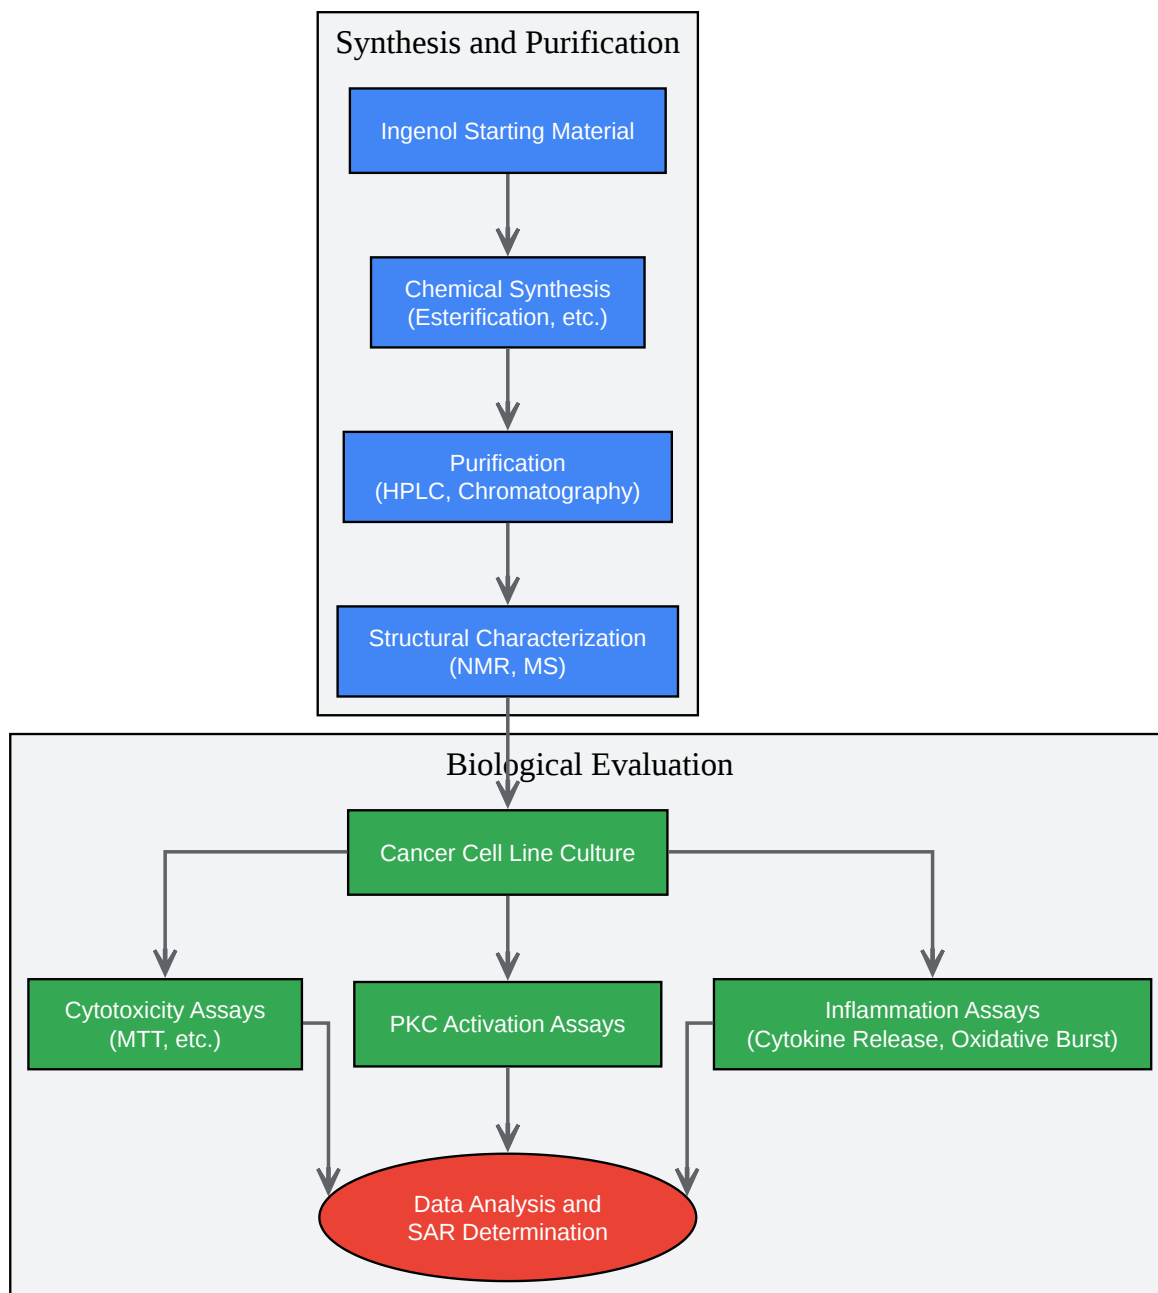 Synthesis and Purification
Ingenol Starting Material
Chemical Synthesis
(Esterification, etc.)
Purification
(HPLC, Chromatography)
Structural Characterization
(NMR, MS)
Biological Evaluation
Cancer Cell Line Culture
Cytotoxicity Assays
(MTT, etc.)
PKC Activation Assays
Inflammation Assays
(Cytokine Release, Oxidative Burst)
Data Analysis and
SAR Determination